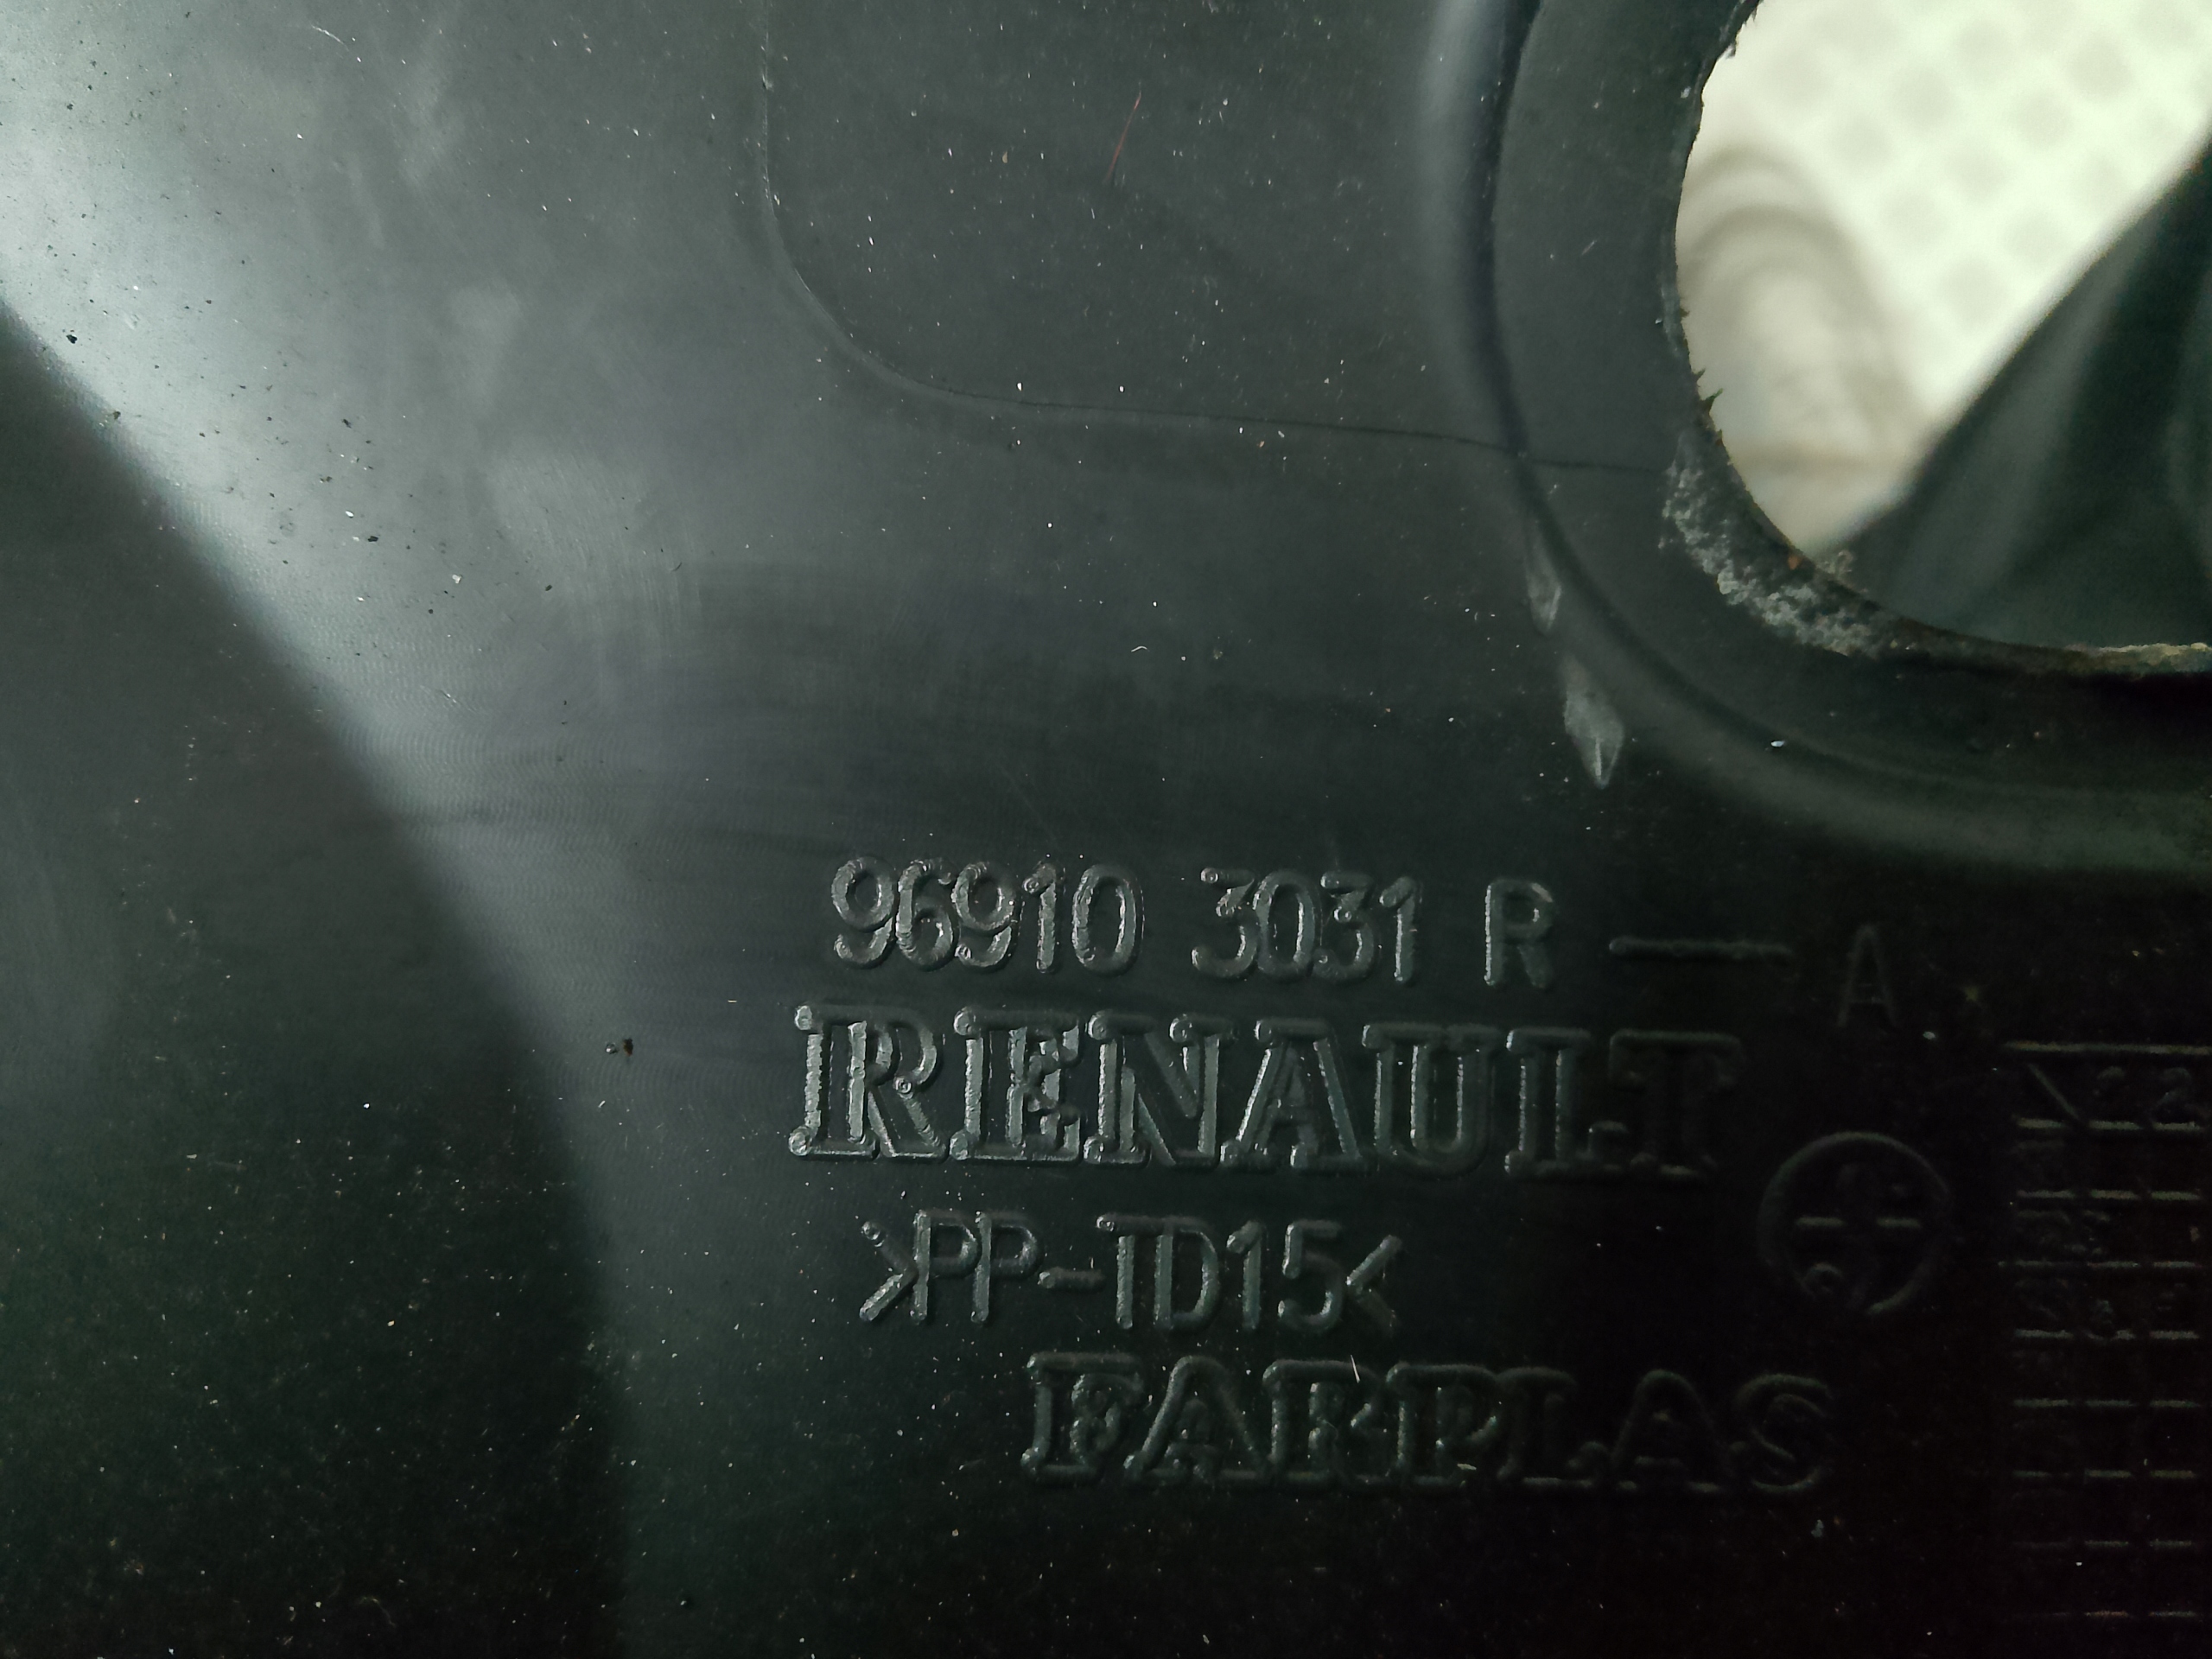 96910 3031 R — A
RENAULT
>PP-TD15<
FARPLAS